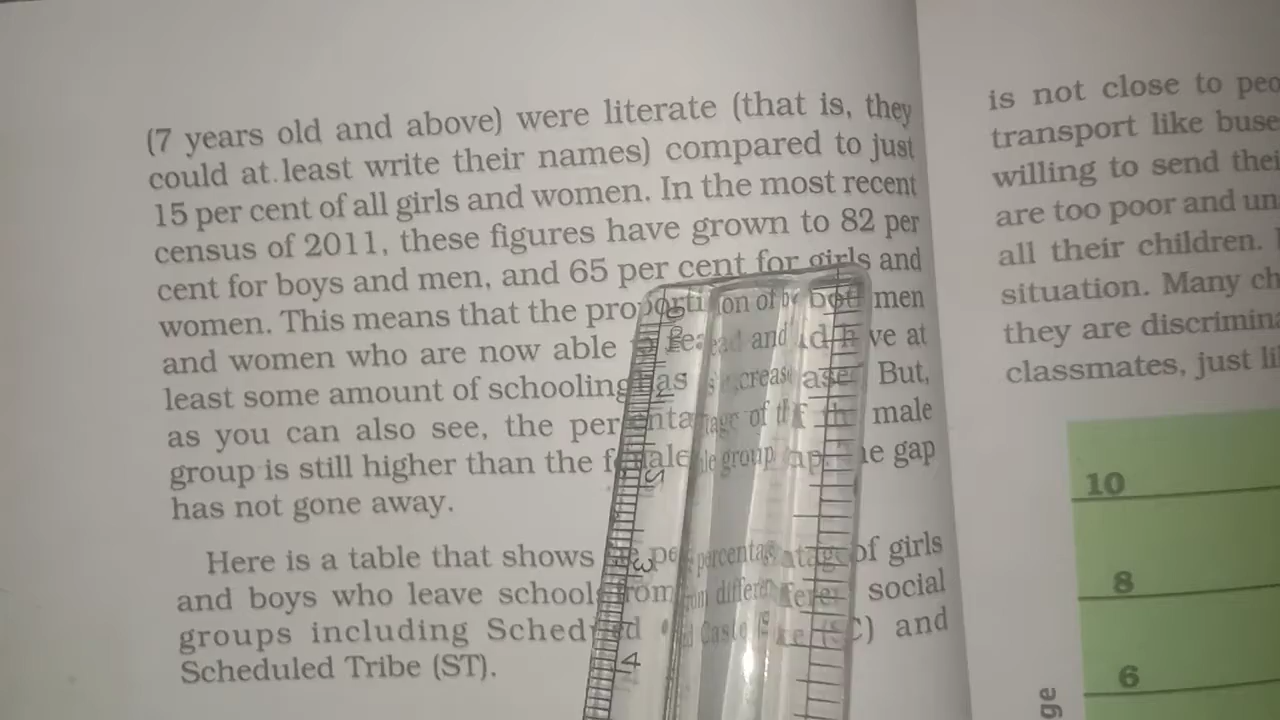 (7 years old and above) were literate (that is, they
could at least write their names) compared to just
15 per cent of all girls and women. In the most recent
census of 2011, these figures have grown to 82 per
cent for boys and men, and 65 per cent for girls and
women. This means that the proportion of both men
and women who are now able to read and have at
least some amount of schooling has increased. But,
as you can also see, the percentage of the male
group is still higher than the female group. The gap
has not gone away.
Here is a table that shows the percentage of girls
and boys who leave school from different social
groups including Scheduled Caste (SC) and
Scheduled Tribe (ST).
is not close to
transport like
willing to send
are too poor and
all their children.
situation. Many
they are
classmates, just
10
8
6
2
3
4